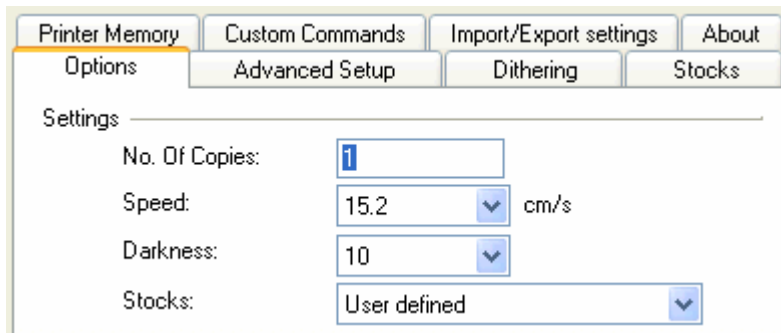 Printer Memory Custom Commands Import/Export settings About
Options Advanced Setup Dithering Stocks
Settings
No. Of Copies: 1
Speed: 15.2 cm/s
Darkness: 10
Stocks: User defined